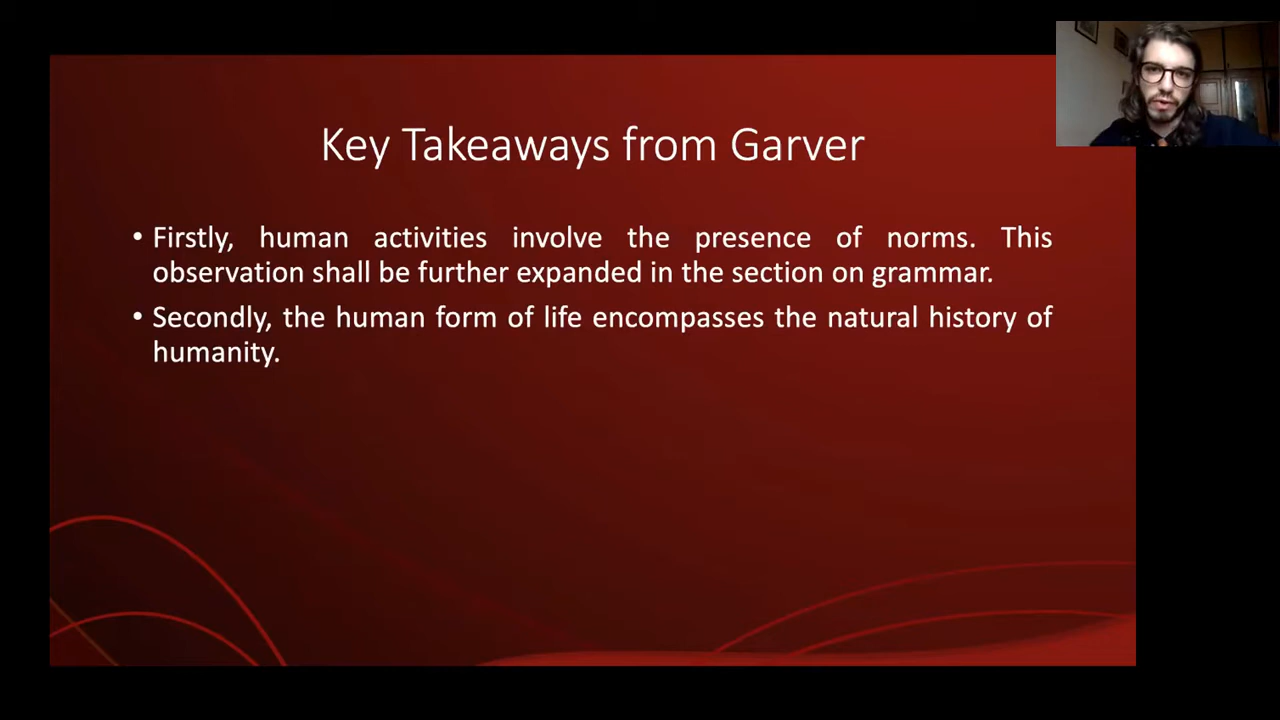 Key Takeaways from Garver
• Firstly, human activities involve the presence of norms. This
observation shall be further expanded in the section on grammar.
• Secondly, the human form of life encompasses the natural history of
humanity.